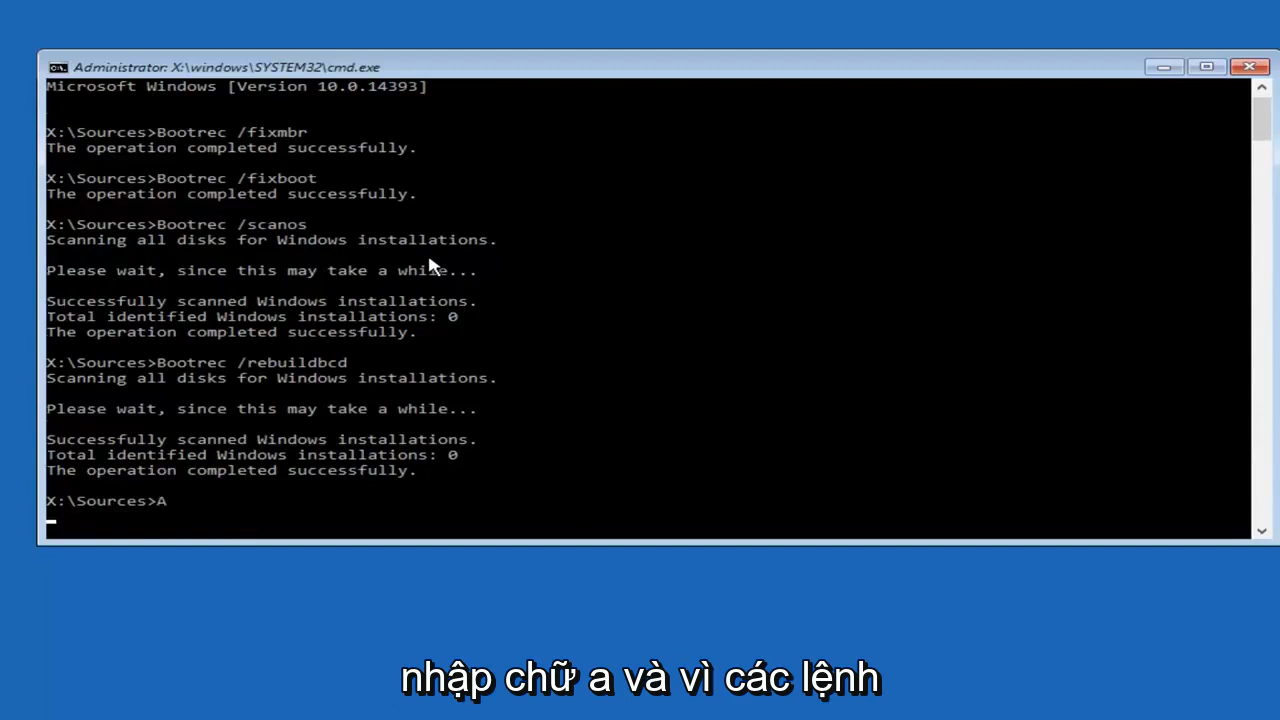 Administrator: X:\windows\SYSTEM32\cmd.exe
Microsoft Windows [Version 10.0.14393]
X:\Sources>Bootrec /fixmbr
The operation completed successfully.
X:\Sources>Bootrec /fixboot
The operation completed successfully.
X:\Sources>Bootrec /scanos
Scanning all disks for Windows installations.
Please wait, since this may take a while...
Successfully scanned Windows installations.
Total identified Windows installations: 0
The operation completed successfully.
X:\Sources>Bootrec /rebuildbcd
Scanning all disks for Windows installations.
Please wait, since this may take a while...
Successfully scanned Windows installations.
Total identified Windows installations: 0
The operation completed successfully.
X:\Sources>A
nhập chữ a và vì các lệnh